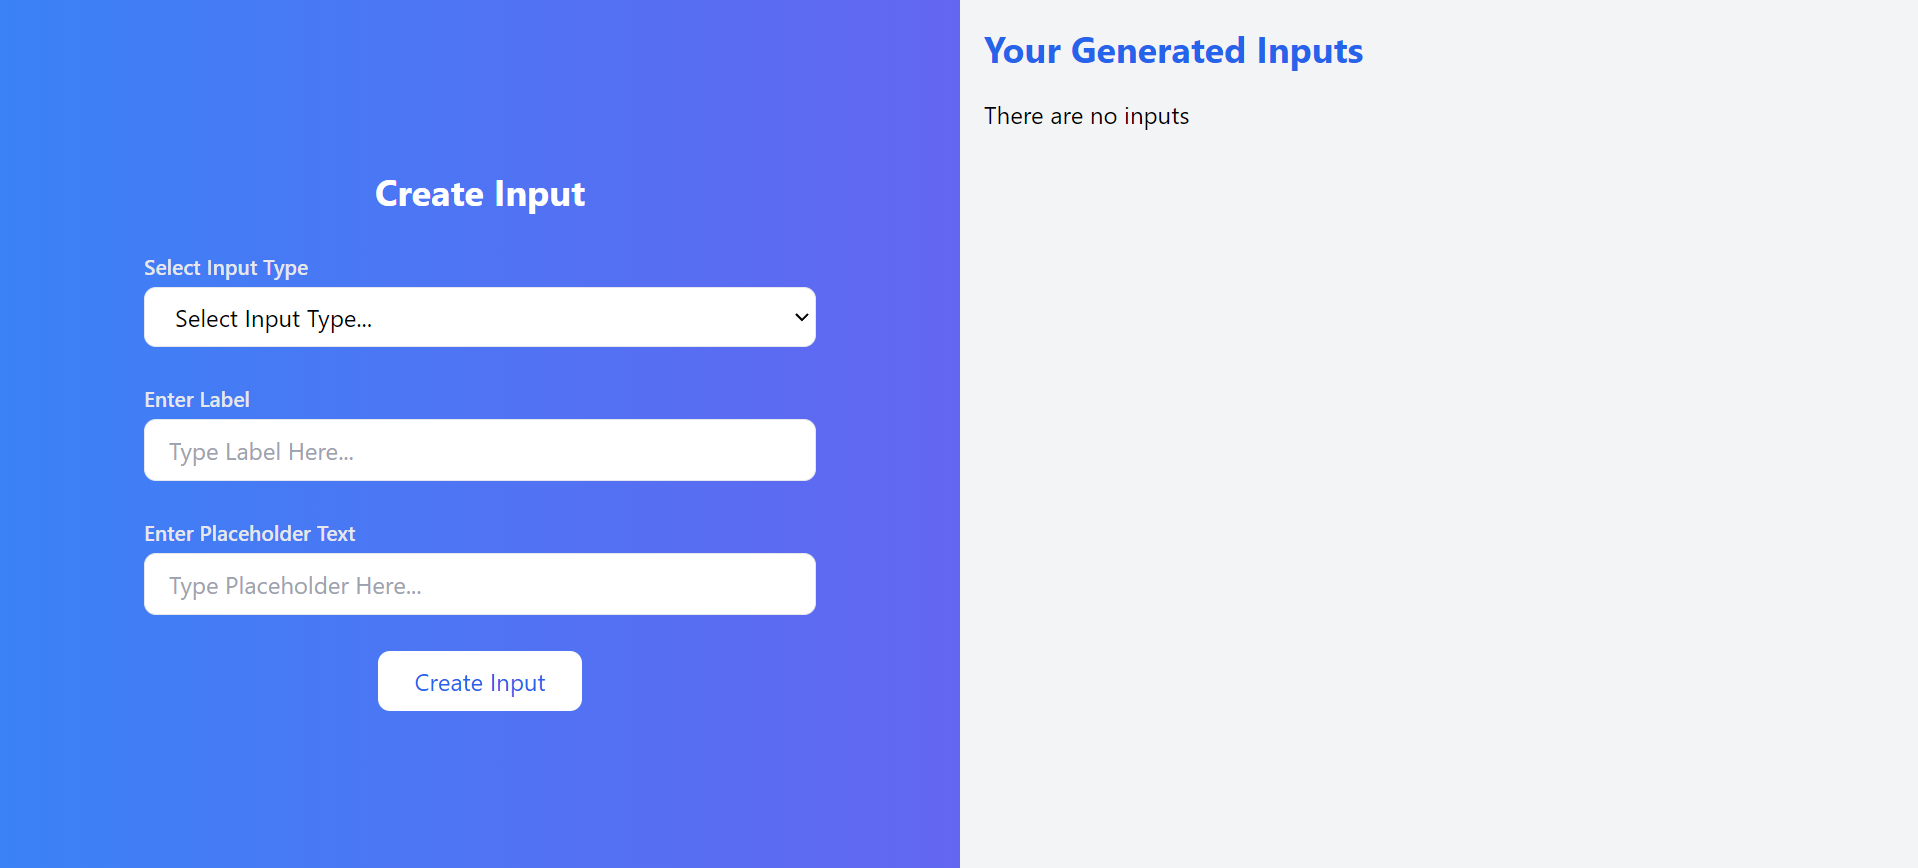 Create Input
Select Input Type
Select Input Type...
Enter Label
Type Label Here...
Enter Placeholder Text
Type Placeholder Here...
Create Input
Your Generated Inputs
There are no inputs